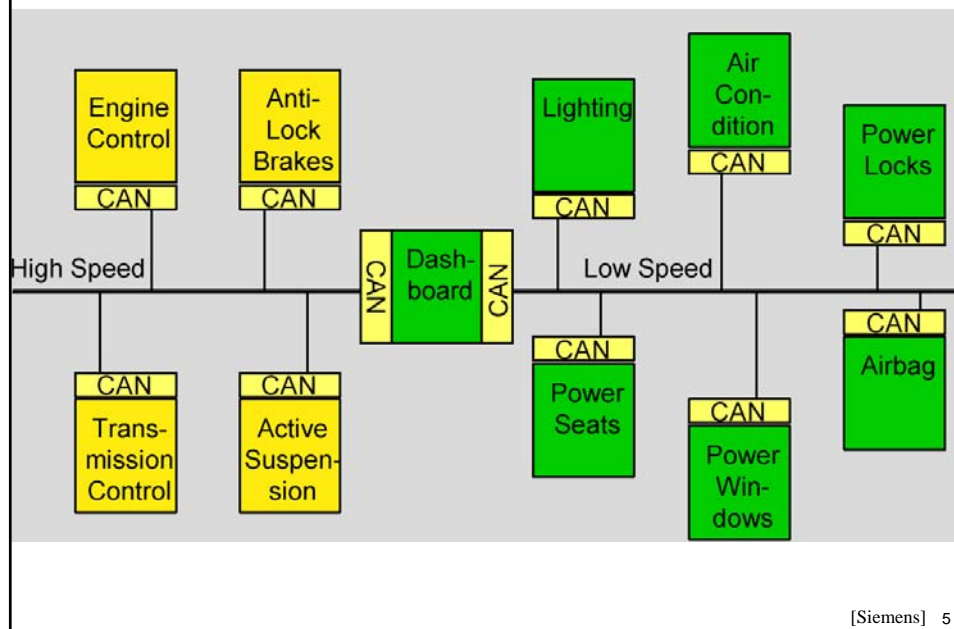 Engine
Control
CAN
Anti-
Lock
Brakes
CAN
Lighting
CAN
Air
Con-
dition
CAN
Power
Locks
CAN
High Speed
CAN
Dash-
board
CAN
Low Speed
CAN
Trans-
mission
Control
CAN
Active
Suspen-
sion
CAN
Power
Seats
CAN
Power
Win-
dows
CAN
Airbag
[Siemens] 5